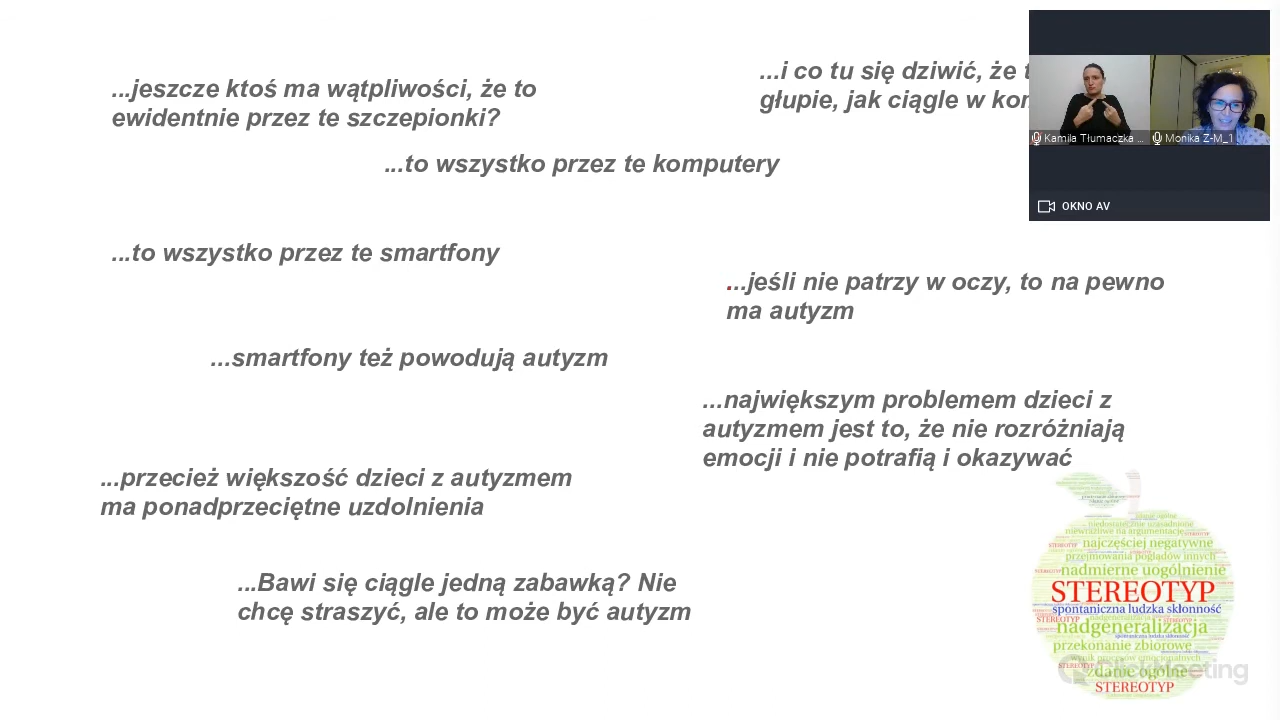 ...jeszcze ktoś ma wątpliwości, że to
ewidentnie przez te szczepionki?
...i co tu się dziwić, że
głupie, jak ciągle w
...to wszystko przez te komputery
...to wszystko przez te smartfony
...jeśli nie patrzy w oczy, to na pewno
ma autyzm
...smartfony też powodują autyzm
...największym problemem dzieci z
autyzmem jest to, że nie rozróżniają
emocji i nie potrafią i okazywać
...przecież większość dzieci z autyzmem
ma ponadprzeciętne uzdolnienia
...Bawi się ciągle jedną zabawką? Nie
chcę straszyć, ale to może być autyzm
Kamila Tłumaczka ...
Monika Z-M_1
OKNO AV
najczęściej negatywne
przejmowania poglądów innych
nadmierne uogólnienie
STEREOTYP
spontaniczna ludzka skłonność
nadgeneralizacja
przekonanie zbiorowe
zdanie ogólne
STEREOTYP
ClickMeeting